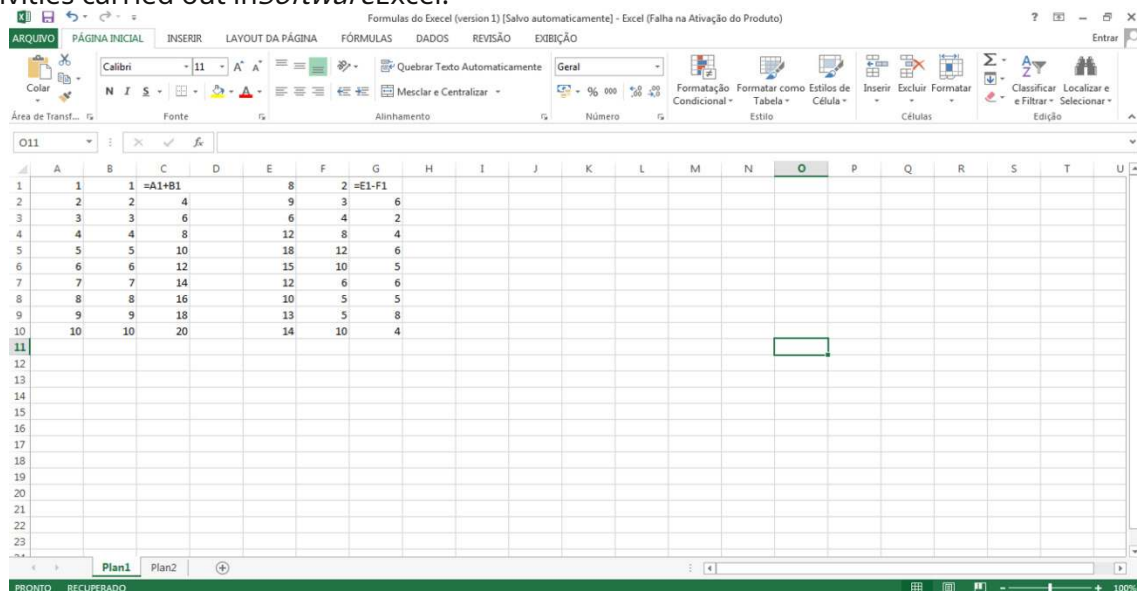 vities carried out inSoftwareExcel.
Formulas do Execel (version 1) [Salvo automaticamente] - Excel (Falha na Ativação do Produto)
ARQUIVO PÁGINA INICIAL INSERIR LAYOUT DA PÁGINA FÓRMULAS DADOS REVISÃO EXIBIÇÃO Entrar
Colar
Calibri 11 A A
N I S A
Quebrar Texto Automaticamente
Mesclar e Centralizar
Geral
% 000
Formatação Condicional
Formatar como Tabela
Estilos de Célula
Inserir Excluir Formatar
Classificar e Filtrar
Localizar e Selecionar
Área de Transf... Fonte Alinhamento Número Estilo Células Edição
O11 fx
A B C D E F G H I J K L M N O P Q R S T U
1 1 1 =A1+B1 8 2 =E1-F1
2 2 2 4 9 3 6
3 3 3 6 6 4 2
4 4 4 8 12 8 4
5 5 5 10 18 12 6
6 6 6 12 15 10 5
7 7 7 14 12 6 6
8 8 8 16 10 5 5
9 9 9 18 13 5 8
10 10 10 20 14 10 4
11
12
13
14
15
16
17
18
19
20
21
22
23
Plan1 Plan2
PRONTO RECUPERADO 100%